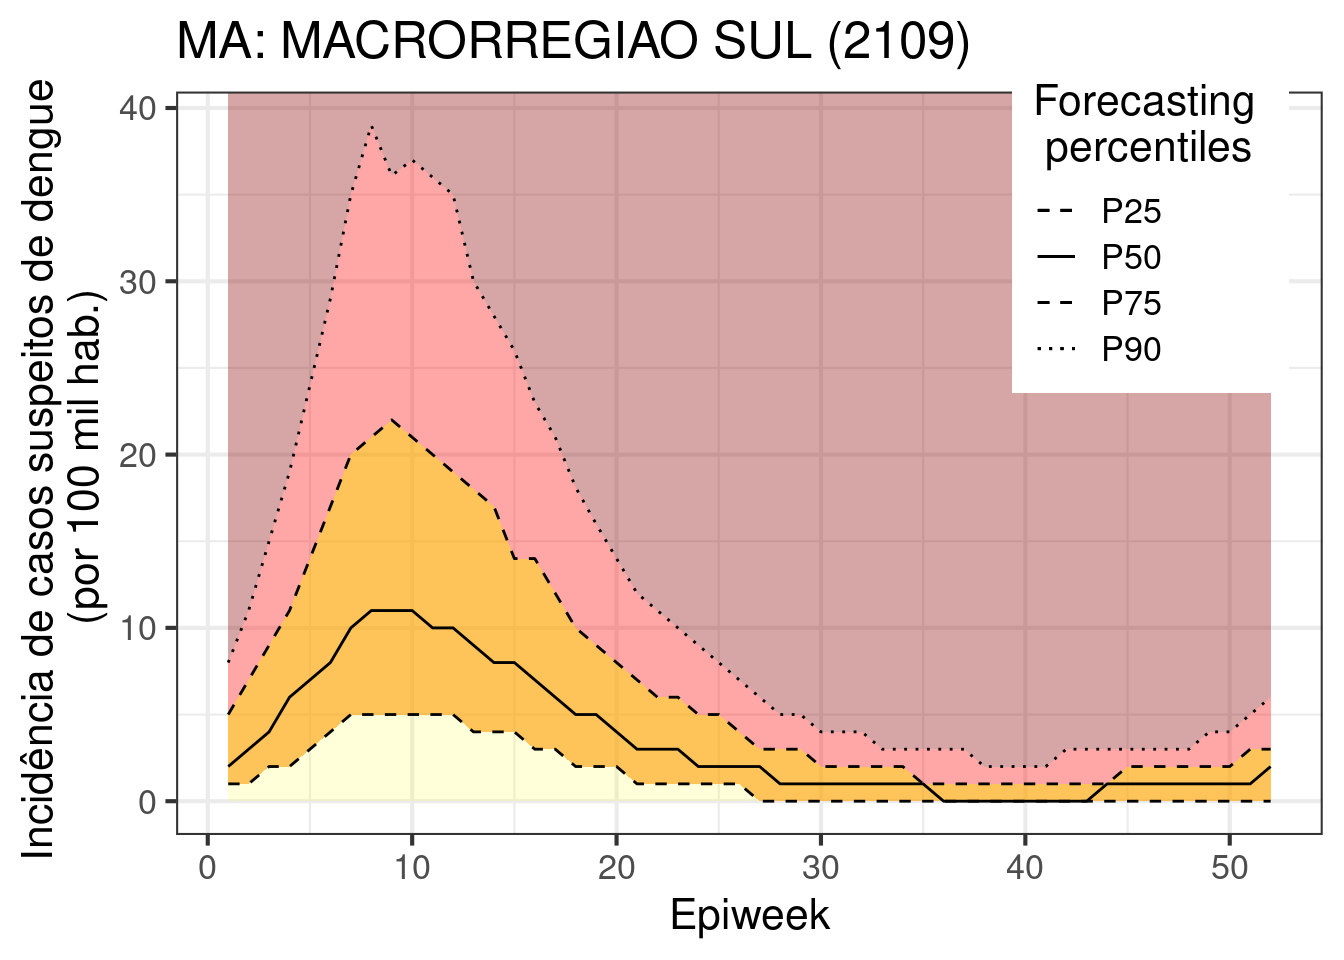 MA: MACRORREGIAO SUL (2109)
Incidência de casos suspeitos de dengue
(por 100 mil hab.)
40
30
20
10
0
Forecasting
percentiles
P25
P50
P75
P90
0 10 20 30 40 50
Epiweek